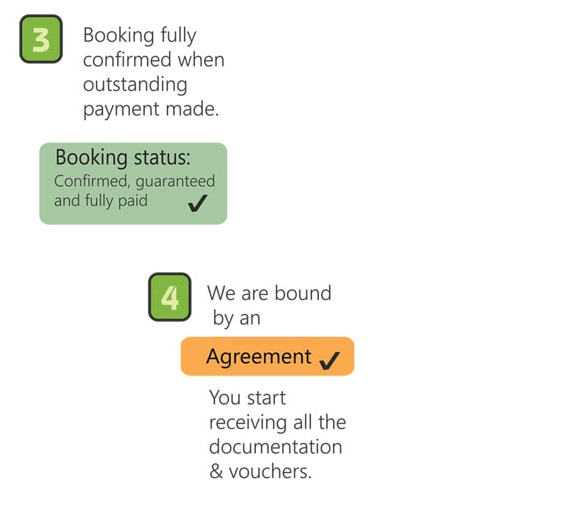 3
Booking fully
confirmed when
outstanding
payment made.
Booking status:
Confirmed, guaranteed
and fully paid ✔
4
We are bound
by an
Agreement ✔
You start
receiving all the
documentation
& vouchers.